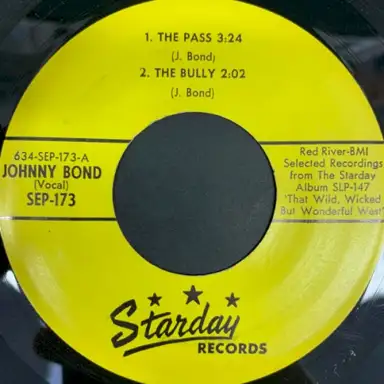 1. THE PASS 3:24
(J. Bond)
2. THE BULLY 2:02
(J. Bond)
634-SEP-173-A
JOHNNY BOND
(Vocal)
SEP-173
Red River-BMI
Selected Recordings
from The Starday
Album SLP-147
'That Wild, Wicked
But Wonderful West'
Starday
RECORDS